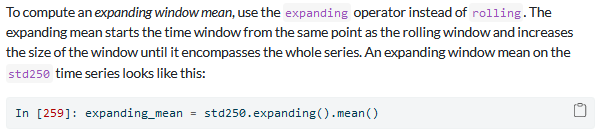 To compute an expanding window mean, use the expanding operator instead of rolling. The
expanding mean starts the time window from the same point as the rolling window and increases
the size of the window until it encompasses the whole series. An expanding window mean on the
std250 time series looks like this:
In [259]: expanding_mean = std250.expanding().mean()